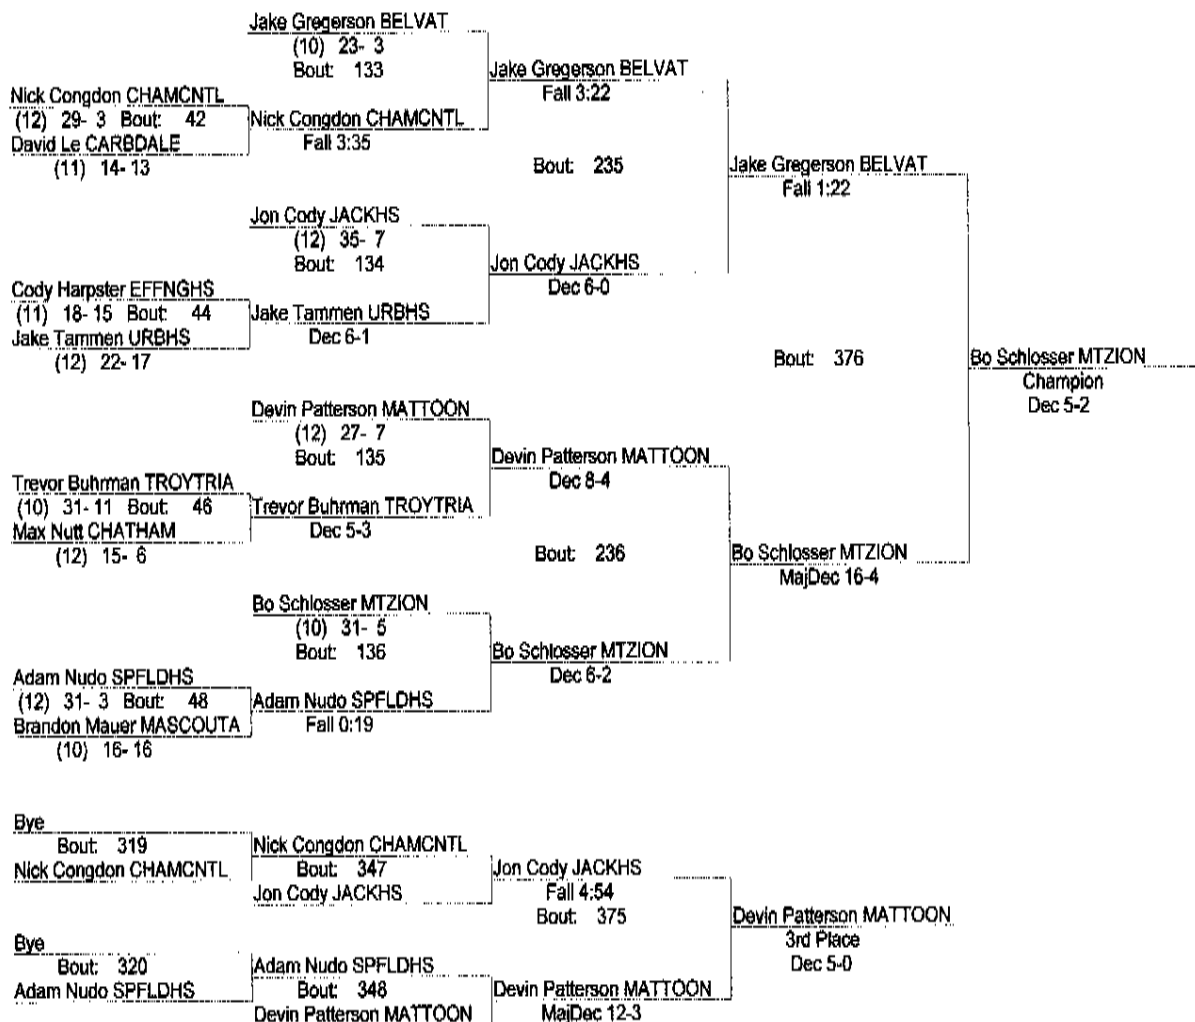 Jake Gregerson BELVAT
(10) 23- 3
Bout: 133
Jake Gregerson BELVAT
Fall 3:22
Nick Congdon CHAMCNTL
(12) 29- 3 Bout: 42
Nick Congdon CHAMCNTL
Fall 3:35
David Le CARBDALE
(11) 14- 13
Bout: 235
Jake Gregerson BELVAT
Fall 1:22
Jon Cody JACKHS
(12) 35- 7
Bout: 134
Jon Cody JACKHS
Dec 6-0
Cody Harpster EFFNGHS
(11) 18- 15 Bout: 44
Jake Tammen URBHS
Dec 6-1
Jake Tammen URBHS
(12) 22- 17
Bout: 376
Bo Schlosser MTZION
Champion
Dec 5-2
Devin Patterson MATTOON
(12) 27- 7
Bout: 135
Devin Patterson MATTOON
Dec 8-4
Trevor Buhrman TROYTRIA
(10) 31- 11 Bout: 46
Trevor Buhrman TROYTRIA
Dec 5-3
Max Nutt CHATHAM
(12) 15- 6
Bout: 236
Bo Schlosser MTZION
MajDec 16-4
Bo Schlosser MTZION
(10) 31- 5
Bout: 136
Bo Schlosser MTZION
Dec 6-2
Adam Nudo SPFLDHS
(12) 31- 3 Bout: 48
Adam Nudo SPFLDHS
Fall 0:19
Brandon Mauer MASCOUTA
(10) 16- 16
Bye
Bout: 319
Nick Congdon CHAMCNTL
Nick Congdon CHAMCNTL
Bout: 347
Jon Cody JACKHS
Jon Cody JACKHS
Fall 4:54
Bout: 375
Devin Patterson MATTOON
3rd Place
Dec 5-0
Bye
Bout: 320
Adam Nudo SPFLDHS
Adam Nudo SPFLDHS
Bout: 348
Devin Patterson MATTOON
Devin Patterson MATTOON
MajDec 12-3